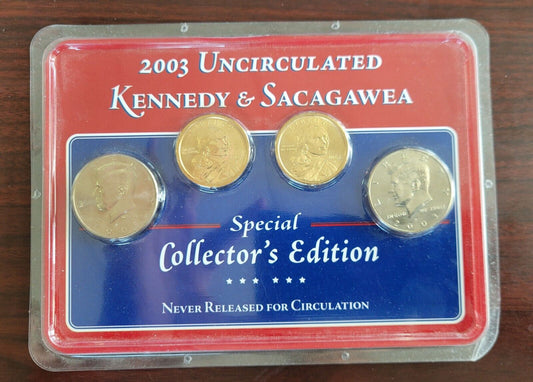 2003 UNCIRCULATED
KENNEDY & SACAGAWEA
Special
Collector's Edition
NEVER RELEASED FOR CIRCULATION